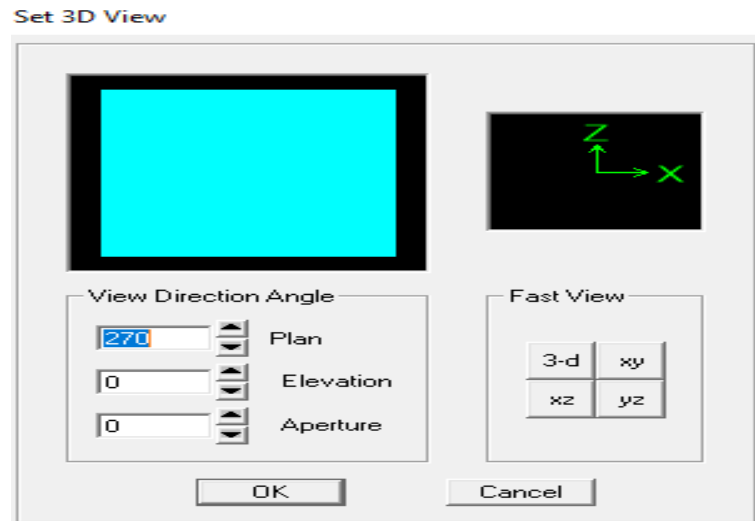 Set 3D View
Z
X
View Direction Angle
270 Plan
0 Elevation
0 Aperture
Fast View
3-d xy
xz yz
OK Cancel